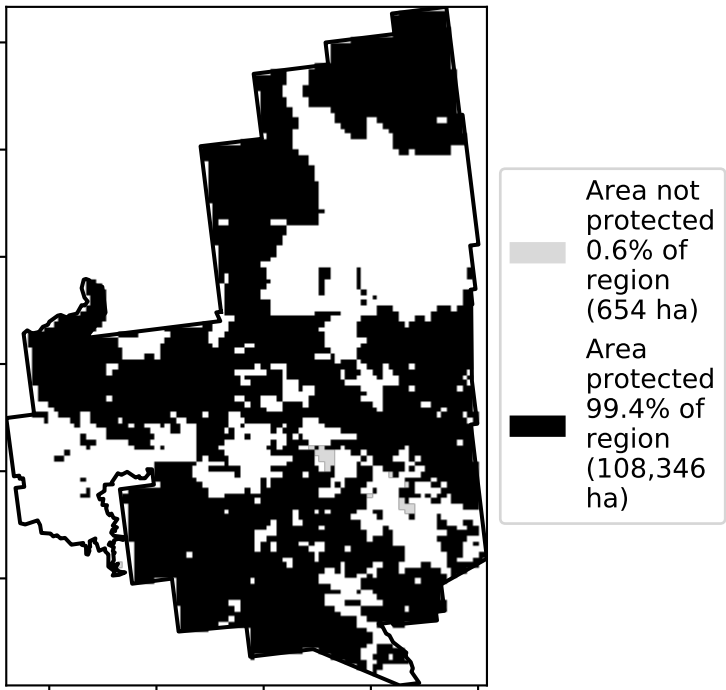 Area not
protected
0.6% of
region
(654 ha)
Area
protected
99.4% of
region
(108,346
ha)